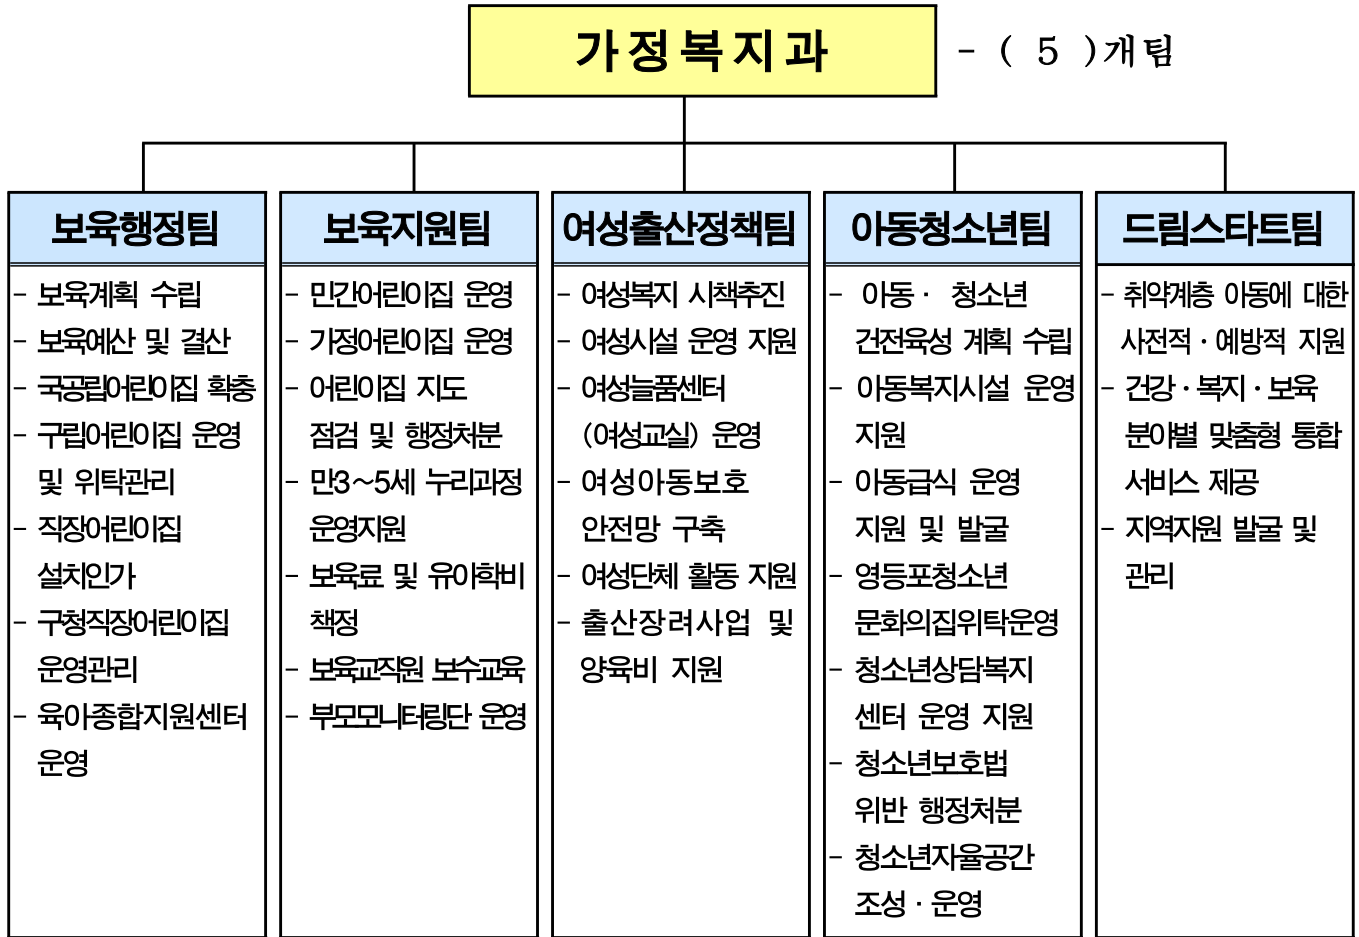 가정복지과
- ( 5 )개팀
보육행정팀
- 보육계획 수립
- 보육예산 및 결산
- 국공립어린이집 확충
- 구립어린이집 운영
및 위탁관리
- 직장어린이집
설치인가
- 구청직장어린이집
운영관리
- 육아종합지원센터
운영
보육지원팀
- 민간어린이집 운영
- 가정어린이집 운영
- 어린이집 지도
점검 및 행정처분
- 만3~5세 누리과정
운영지원
- 보육료 및 유아학비
책정
- 보육교직원 보수교육
- 부모모니터링단 운영
여성출산정책팀
- 여성복지 시책추진
- 여성시설 운영 지원
- 여성늘품센터
(여성교실) 운영
- 여성아동보호
안전망 구축
- 여성단체 활동 지원
- 출산장려사업 및
양육비 지원
아동청소년팀
- 아동· 청소년
건전육성 계획 수립
- 아동복지시설 운영
지원
- 아동급식 운영
지원 및 발굴
- 영등포청소년
문화의집위탁운영
- 청소년상담복지
센터 운영 지원
- 청소년보호법
위반 행정처분
- 청소년자율공간
조성·운영
드림스타트팀
- 취약계층 아동에 대한
사전적·예방적 지원
- 건강·복지·보육
분야별 맞춤형 통합
서비스 제공
- 지역자원 발굴 및
관리